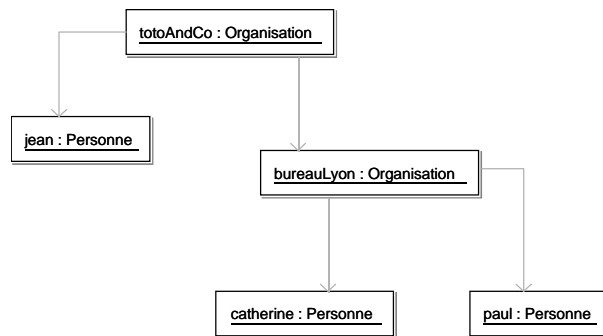 totoAndCo : Organisation
jean : Personne
bureauLyon : Organisation
catherine : Personne
paul : Personne